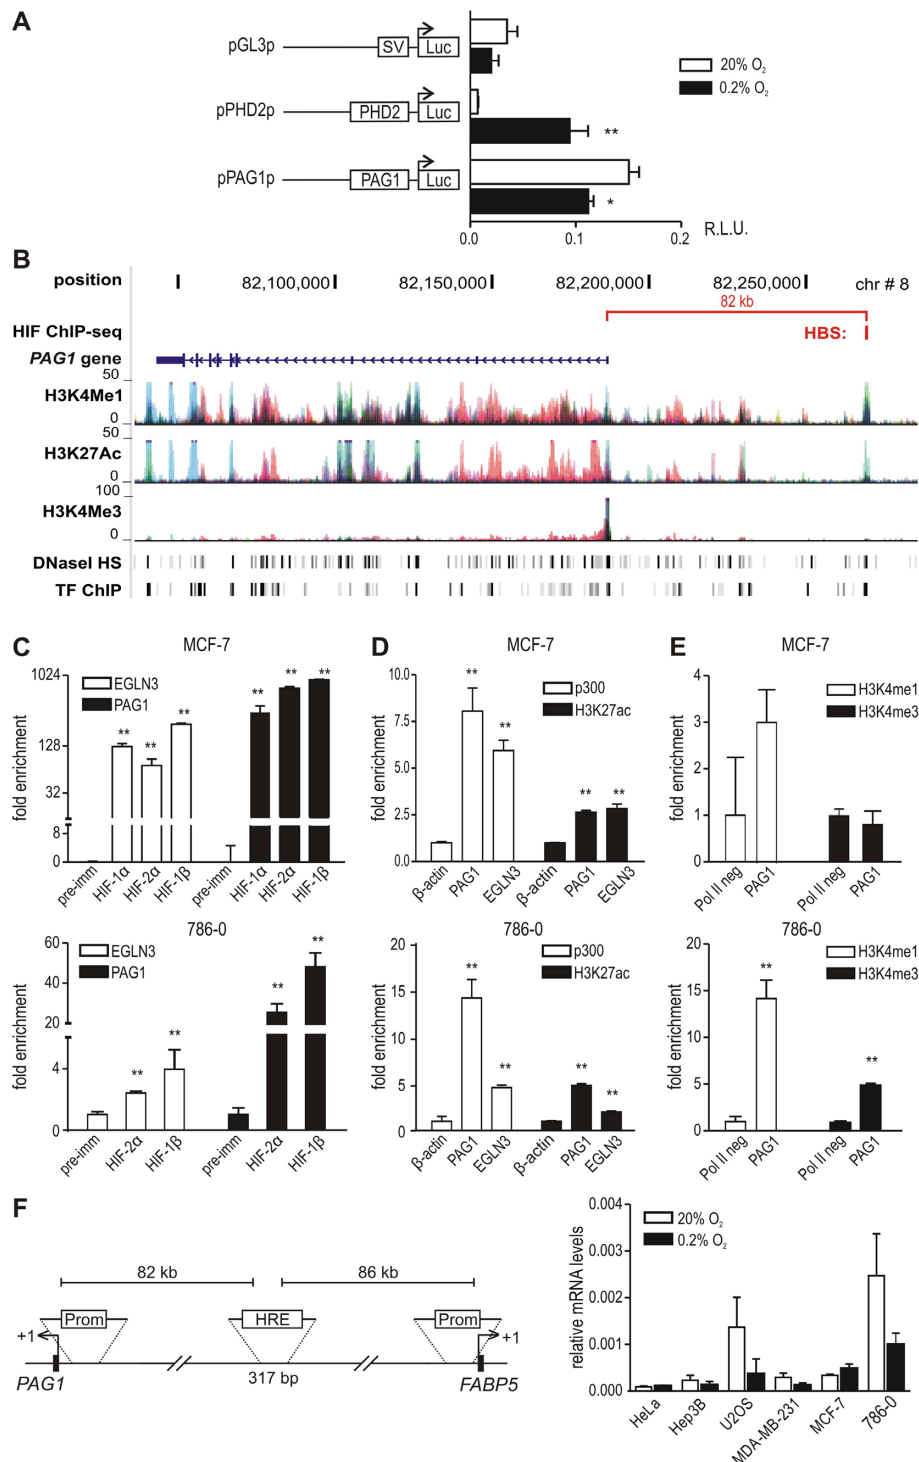 A
pGL3p
SV
Luc
20% O2
0.2% O2
pPHD2p
PHD2
Luc
**
pPAG1p
PAG1
Luc
*
0.0
0.1
0.2
R.L.U.
B
position
82,100,000
82,150,000
82,200,000
82,250,000
chr # 8
82 kb
HIF ChIP-seq
HBS:
PAG1 gene
50
H3K4Me1
0
50
H3K27Ac
0
100
H3K4Me3
0
DNaseI HS
TF ChIP
C
MCF-7
EGLN3
PAG1
fold enrichment
1024
128
32
8
0
** ** ** ** ** **
pre-imm HIF-1α HIF-2α HIF-1β pre-imm HIF-1α HIF-2α HIF-1β
786-0
EGLN3
PAG1
fold enrichment
60
40
20
4
0
** ** ** **
pre-imm HIF-2α HIF-1β pre-imm HIF-2α HIF-1β
D
MCF-7
p300
H3K27ac
fold enrichment
10.0
7.5
5.0
2.5
0.0
** ** ** **
β-actin PAG1 EGLN3 β-actin PAG1 EGLN3
786-0
p300
H3K27ac
fold enrichment
20
15
10
5
0
** ** ** **
β-actin PAG1 EGLN3 β-actin PAG1 EGLN3
E
MCF-7
H3K4me1
H3K4me3
fold enrichment
4
3
2
1
0
Pol II neg PAG1 Pol II neg PAG1
786-0
H3K4me1
H3K4me3
fold enrichment
20
15
10
5
0
** **
Pol II neg PAG1 Pol II neg PAG1
F
82 kb
86 kb
Prom
HRE
Prom
+1
+1
PAG1
317 bp
FABP5
20% O2
0.2% O2
relative mRNA levels
0.004
0.003
0.002
0.001
0.000
HeLa Hep3B U2OS MDA-MB-231 MCF-7 786-0